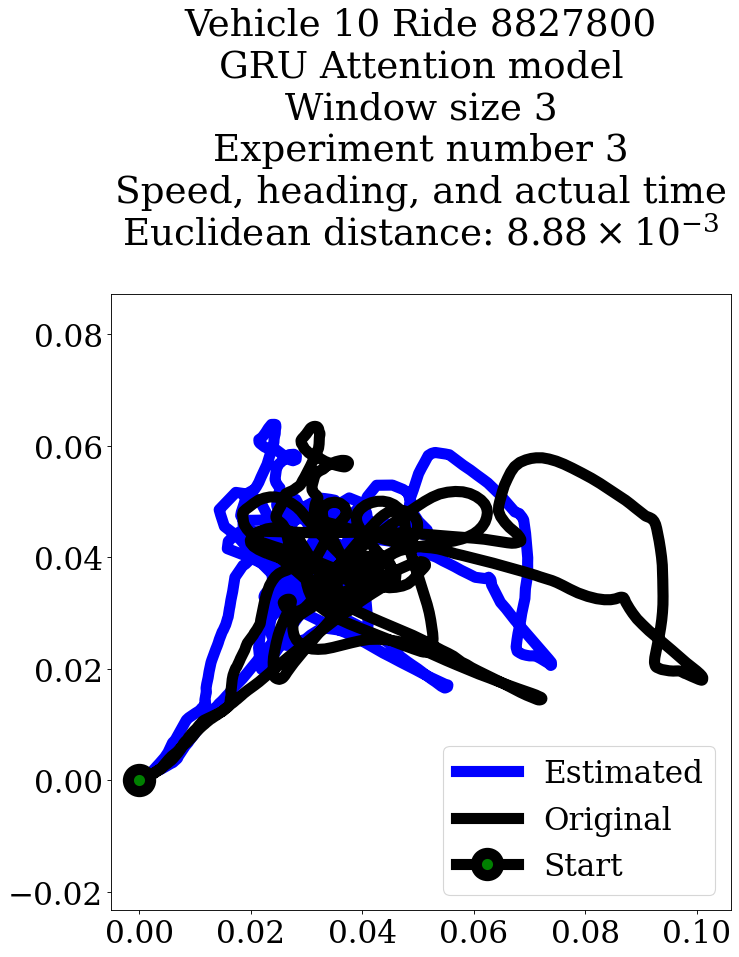 Vehicle 10 Ride 8827800
GRU Attention model
Window size 3
Experiment number 3
Speed, heading, and actual time
Euclidean distance: 8.88 × 10⁻³
0.08
0.06
0.04
0.02
0.00
−0.02
0.00 0.02 0.04 0.06 0.08 0.10
Estimated
Original
Start